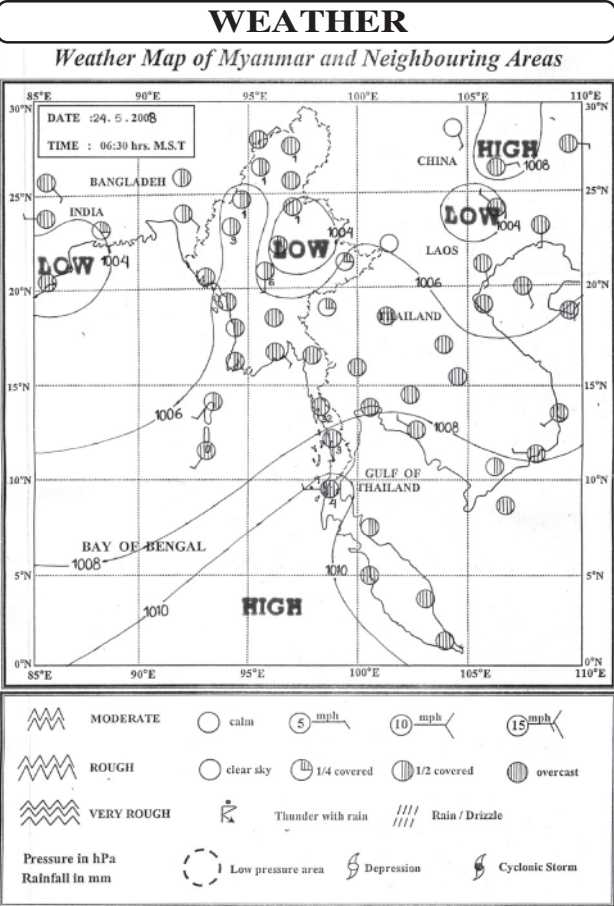 WEATHER
Weather Map of Myanmar and Neighbouring Areas
85°E 90°E 95°E 100°E 105°E 110°E
30°N 30°N
DATE :24.5.2008
TIME : 06:30 hrs. M.S.T
CHINA
HIGH
1008
BANGLADEH
25°N 25°N
INDIA
LOW
1004
LOW
1004
LOW
LAOS
1006
20°N 20°N
THAILAND
15°N 15°N
1006
1008
GULF OF
THAILAND
10°N 10°N
BAY OF BENGAL
1008
1010
5°N 5°N
1010
HIGH
0°N 0°N
85°E 90°E 95°E 100°E 105°E 110°E
MODERATE calm 5 mph 10 mph 15 mph
ROUGH clear sky 1/4 covered 1/2 covered overcast
VERY ROUGH Thunder with rain Rain / Drizzle
Pressure in hPa
Rainfall in mm
Low pressure area Depression Cyclonic Storm